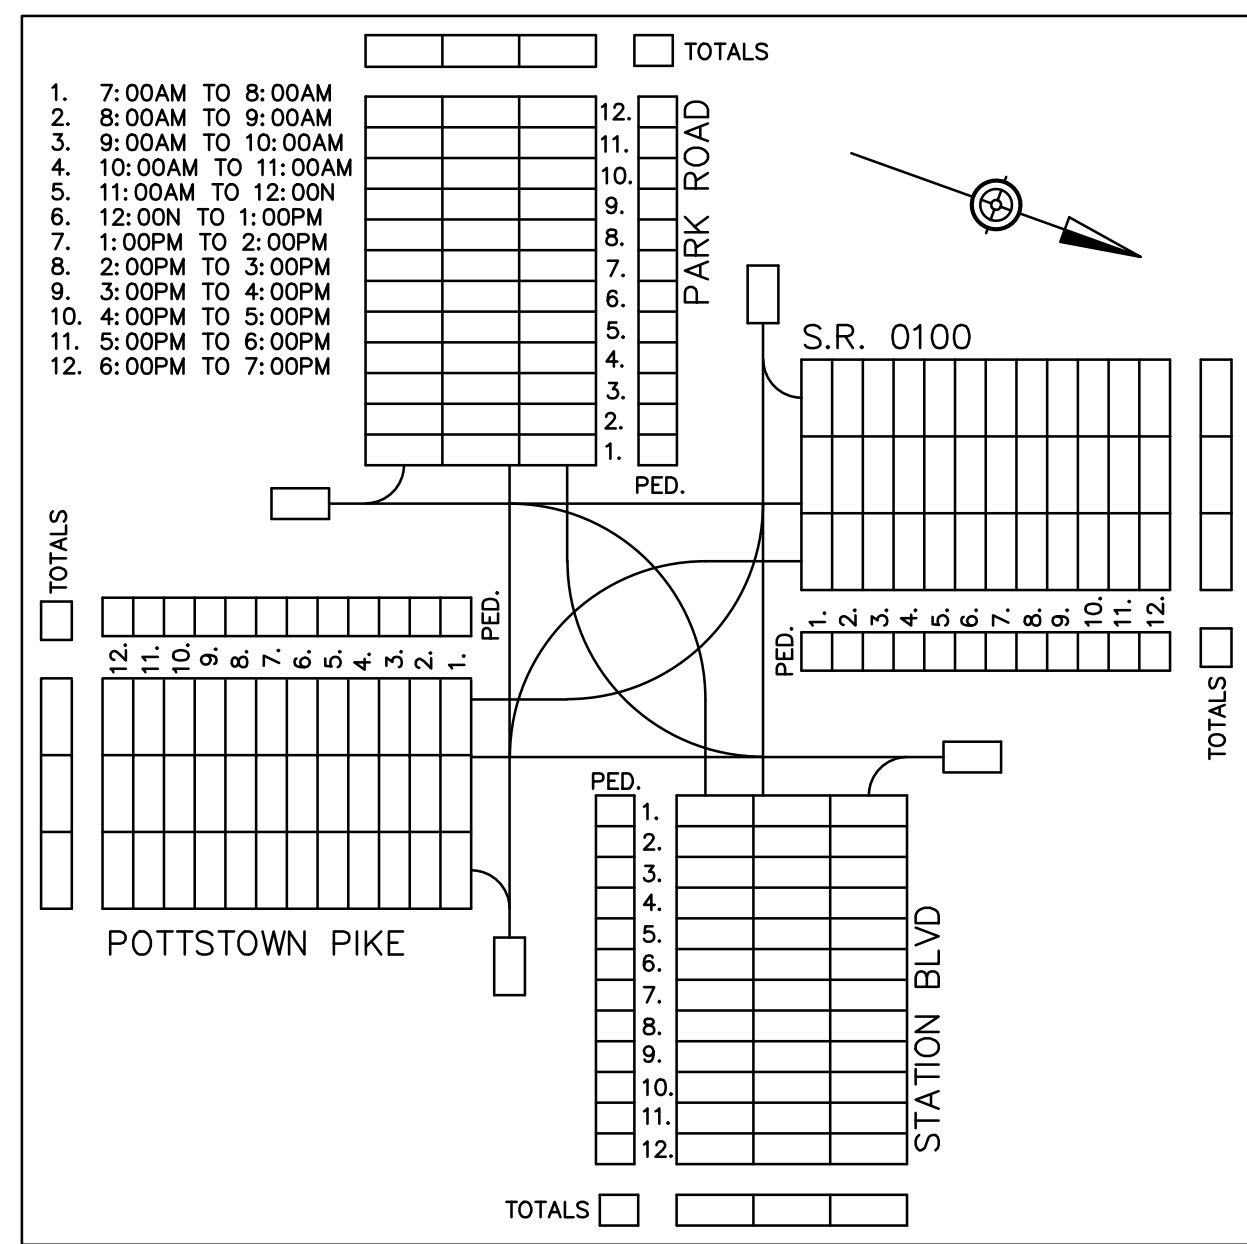 TOTALS
1. 7:00AM TO 8:00AM
2. 8:00AM TO 9:00AM
3. 9:00AM TO 10:00AM
4. 10:00AM TO 11:00AM
5. 11:00AM TO 12:00N
6. 12:00N TO 1:00PM
7. 1:00PM TO 2:00PM
8. 2:00PM TO 3:00PM
9. 3:00PM TO 4:00PM
10. 4:00PM TO 5:00PM
11. 5:00PM TO 6:00PM
12. 6:00PM TO 7:00PM
12.
11.
10.
9.
8.
7.
6.
5.
4.
3.
2.
1.
PED.
PARK ROAD
S.R. 0100
1. 2. 3. 4. 5. 6. 7. 8. 9. 10. 11. 12.
PED.
TOTALS
TOTALS
PED.
12. 11. 10. 9. 8. 7. 6. 5. 4. 3. 2. 1.
POTTSTOWN PIKE
PED.
1.
2.
3.
4.
5.
6.
7.
8.
9.
10.
11.
12.
STATION BLVD
TOTALS